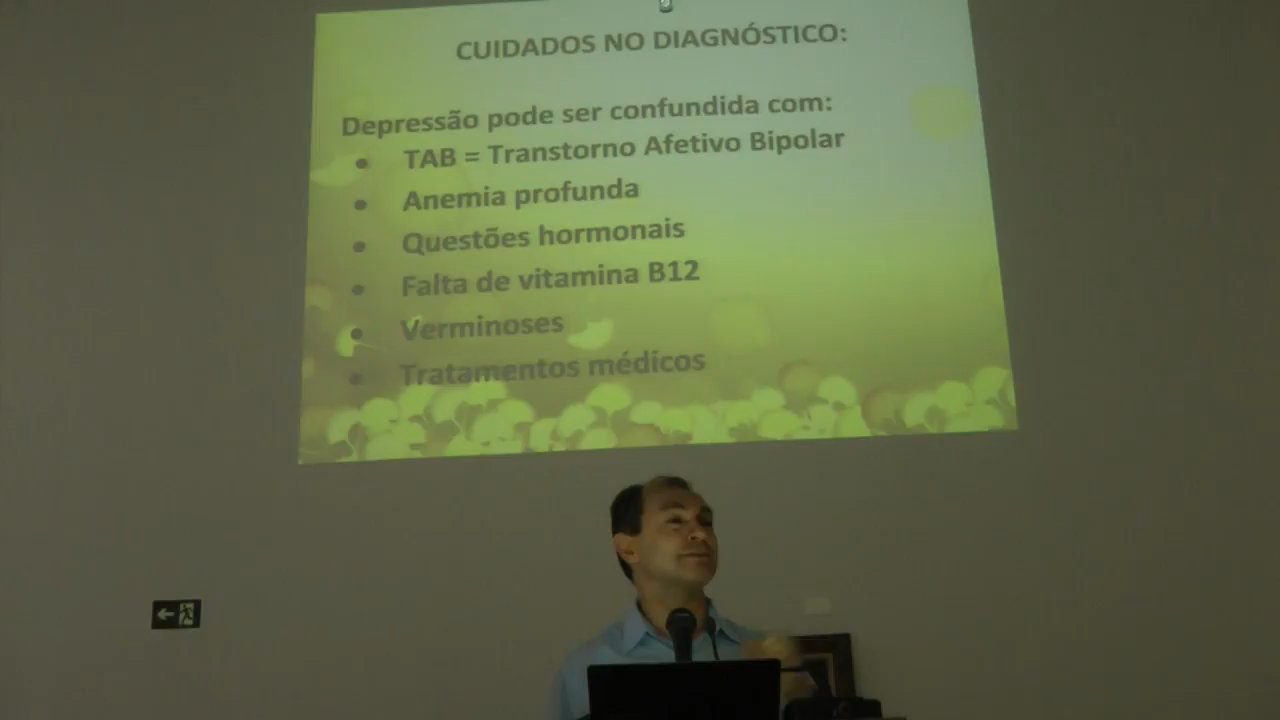 CUIDADOS NO DIAGNÓSTICO:
Depressão pode ser confundida com:
• TAB = Transtorno Afetivo Bipolar
• Anemia profunda
• Questões hormonais
• Falta de vitamina B12
• Verminoses
• Tratamentos médicos